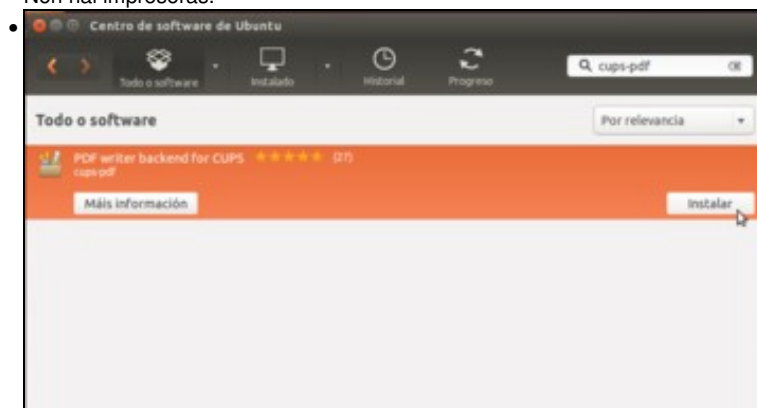 Non hai impresoras.
Centro de software de Ubuntu
Todo o software
Instalado
Historial
Progreso
cups-pdf
Todo o software
Por relevancia
PDF writer backend for CUPS (27)
cups-pdf
Máis información
Instalar